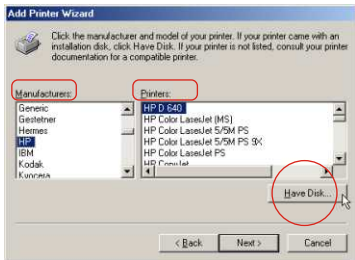 Add Printer Wizard
Click the manufacturer and model of your printer. If your printer came with an
installation disk, click Have Disk. If your printer is not listed, consult your printer
documentation for a compatible printer.
Manufacturers: Printers:
Generic HP D 640
Gestetner HP Color LaserJet (MS)
Hermes HP Color LaserJet 5/5M PS
HP HP Color LaserJet 5/5M PS 9X
IBM HP Color LaserJet PS
Kodak HP CopyJet
Kyocera
Have Disk...
< Back Next > Cancel